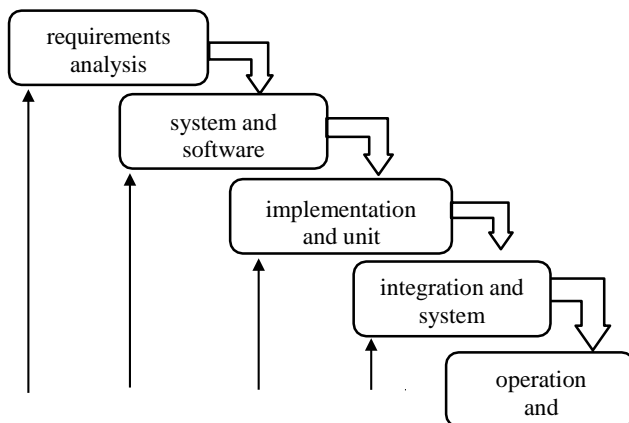 requirements
analysis
system and
software
implementation
and unit
integration and
system
operation
and